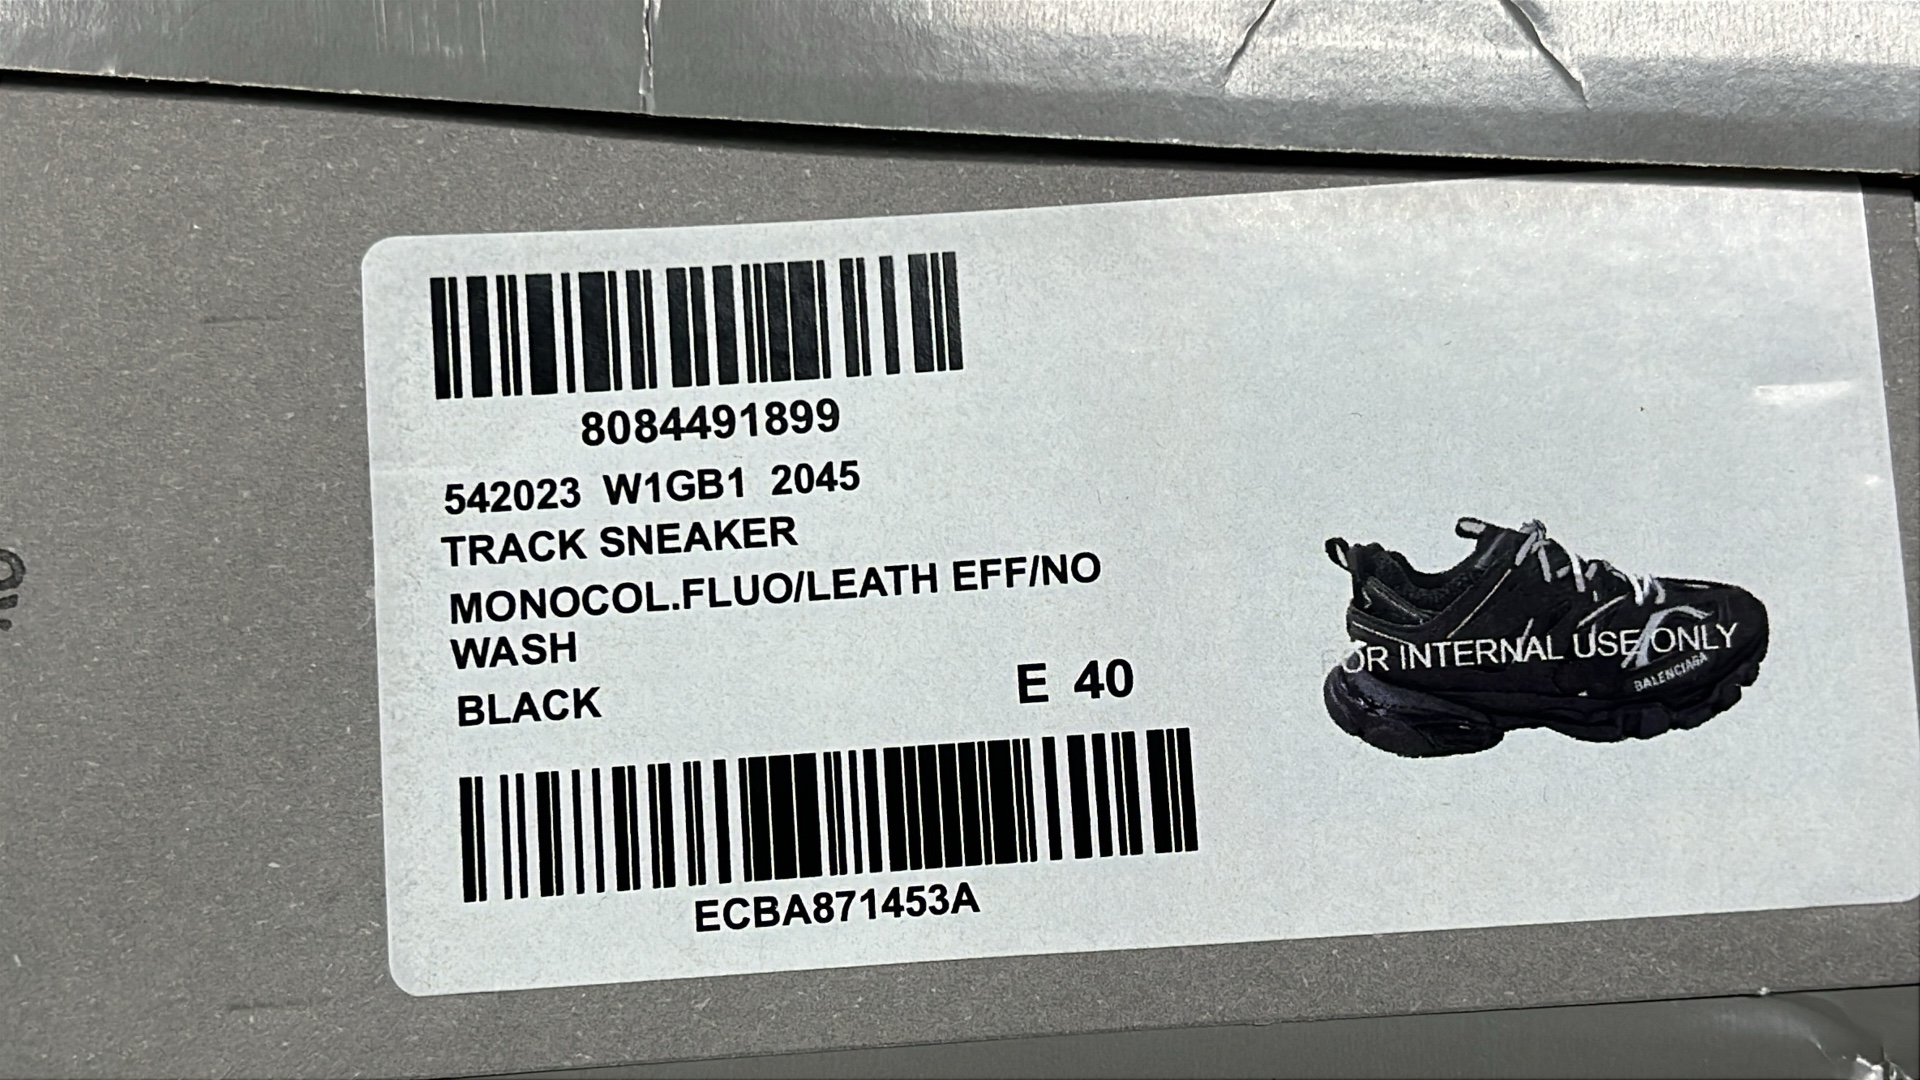 8084491899
542023 W1GB1 2045
TRACK SNEAKER
MONOCOL.FLUO/LEATH EFF/NO
WASH
BLACK
E 40
ECBA871453A
FOR INTERNAL USE ONLY
BALENCIAGA